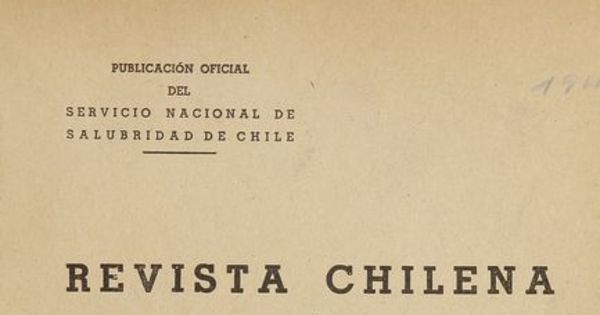 PUBLICACIÓN OFICIAL
DEL
SERVICIO NACIONAL DE
SALUBRIDAD DE CHILE
REVISTA CHILENA